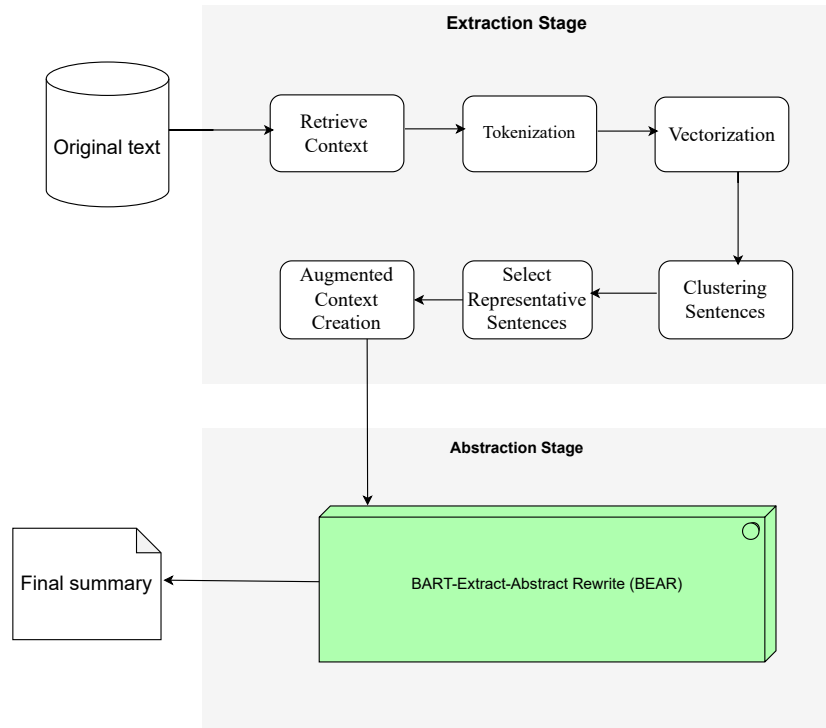 Extraction Stage
Original text
Retrieve
Context
Tokenization
Vectorization
Augmented
Context
Creation
Select
Representative
Sentences
Clustering
Sentences
Abstraction Stage
BART-Extract-Abstract Rewrite (BEAR)
Final summary